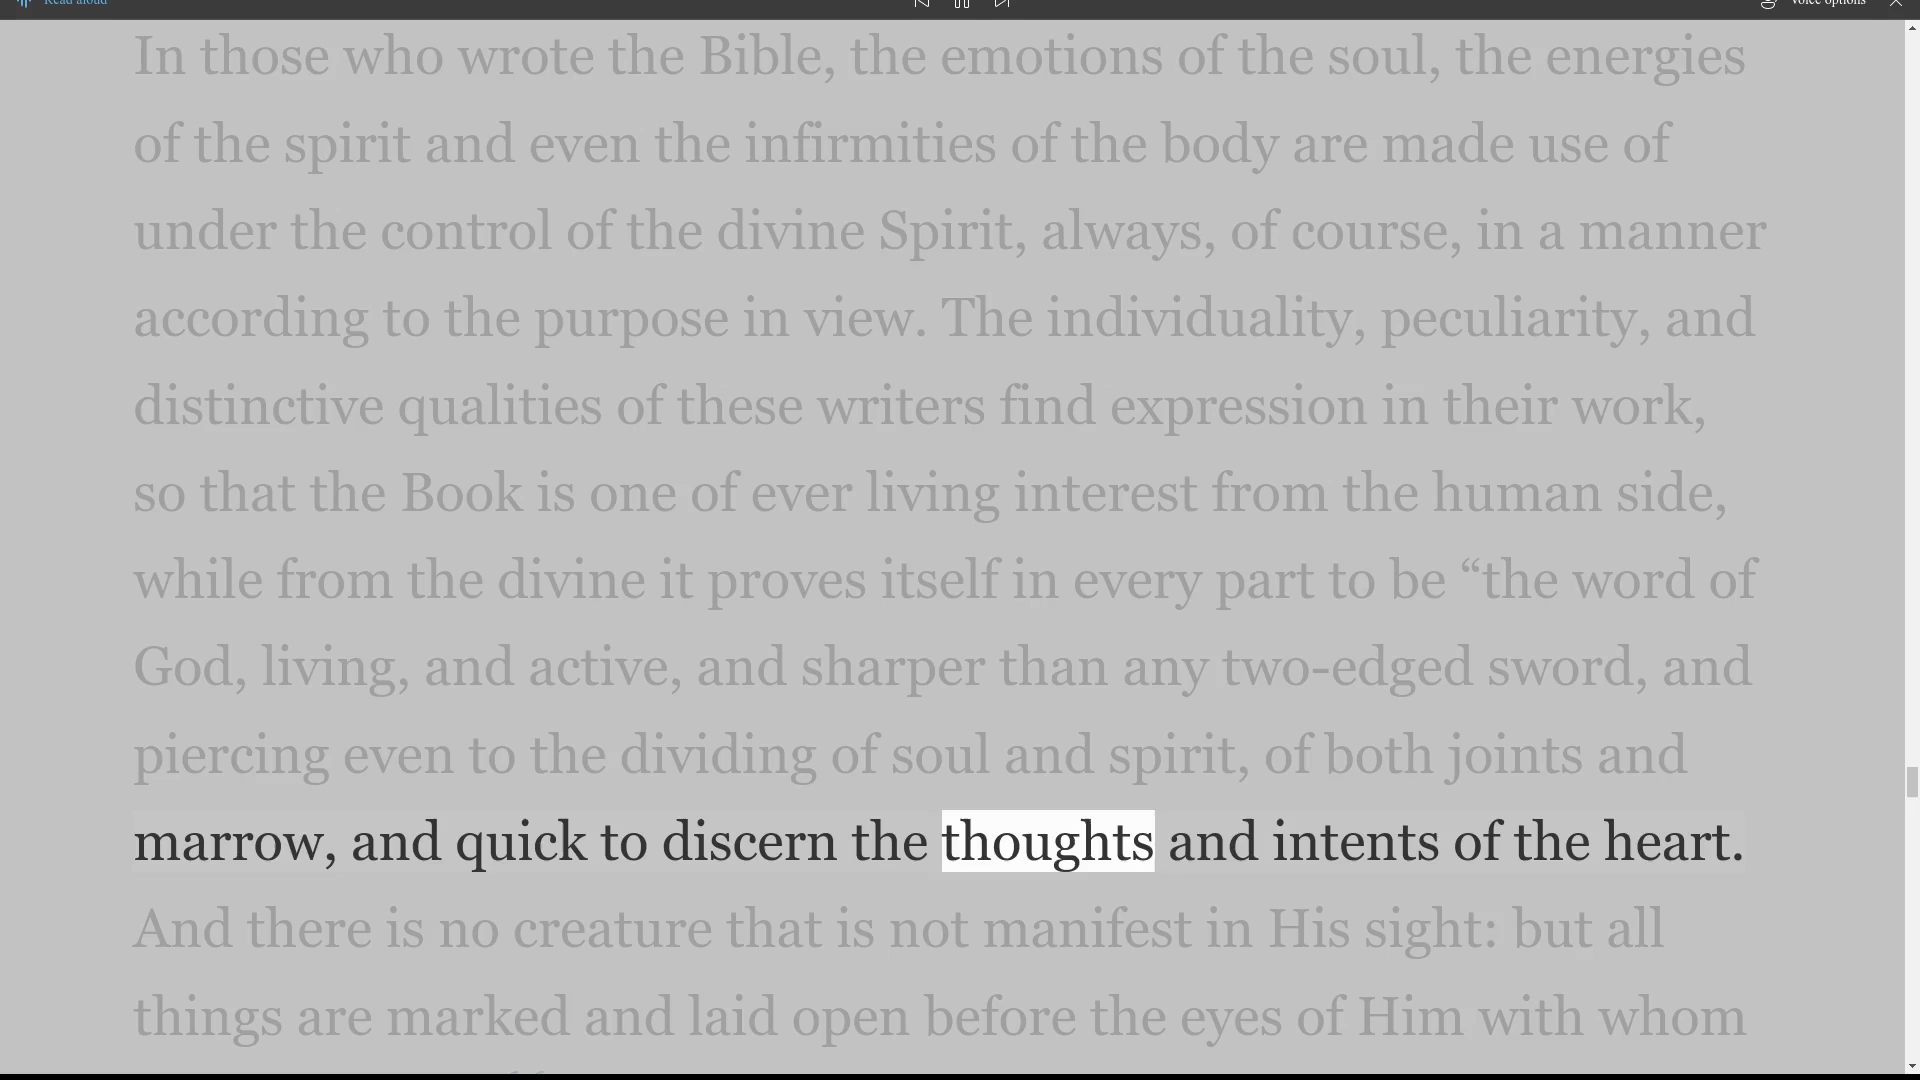 Read aloud
Voice options
In those who wrote the Bible, the emotions of the soul, the energies
of the spirit and even the infirmities of the body are made use of
under the control of the divine Spirit, always, of course, in a manner
according to the purpose in view. The individuality, peculiarity, and
distinctive qualities of these writers find expression in their work,
so that the Book is one of ever living interest from the human side,
while from the divine it proves itself in every part to be “the word of
God, living, and active, and sharper than any two-edged sword, and
piercing even to the dividing of soul and spirit, of both joints and
marrow, and quick to discern the thoughts and intents of the heart.
And there is no creature that is not manifest in His sight: but all
things are marked and laid open before the eyes of Him with whom